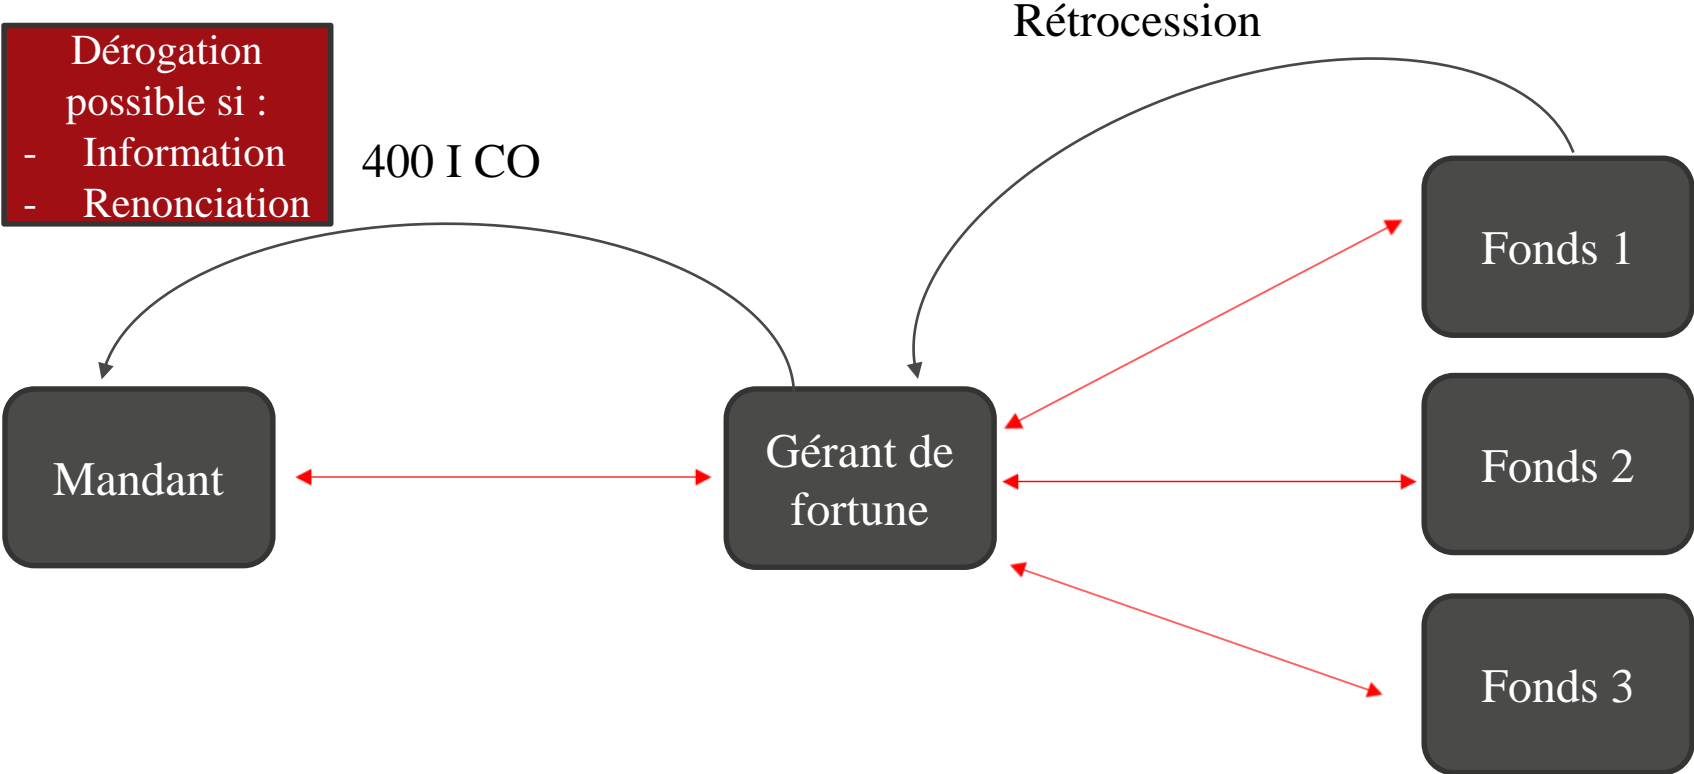 Rétrocession
Dérogation
possible si :
- Information
- Renonciation
400 I CO
Fonds 1
Mandant
Gérant de
fortune
Fonds 2
Fonds 3